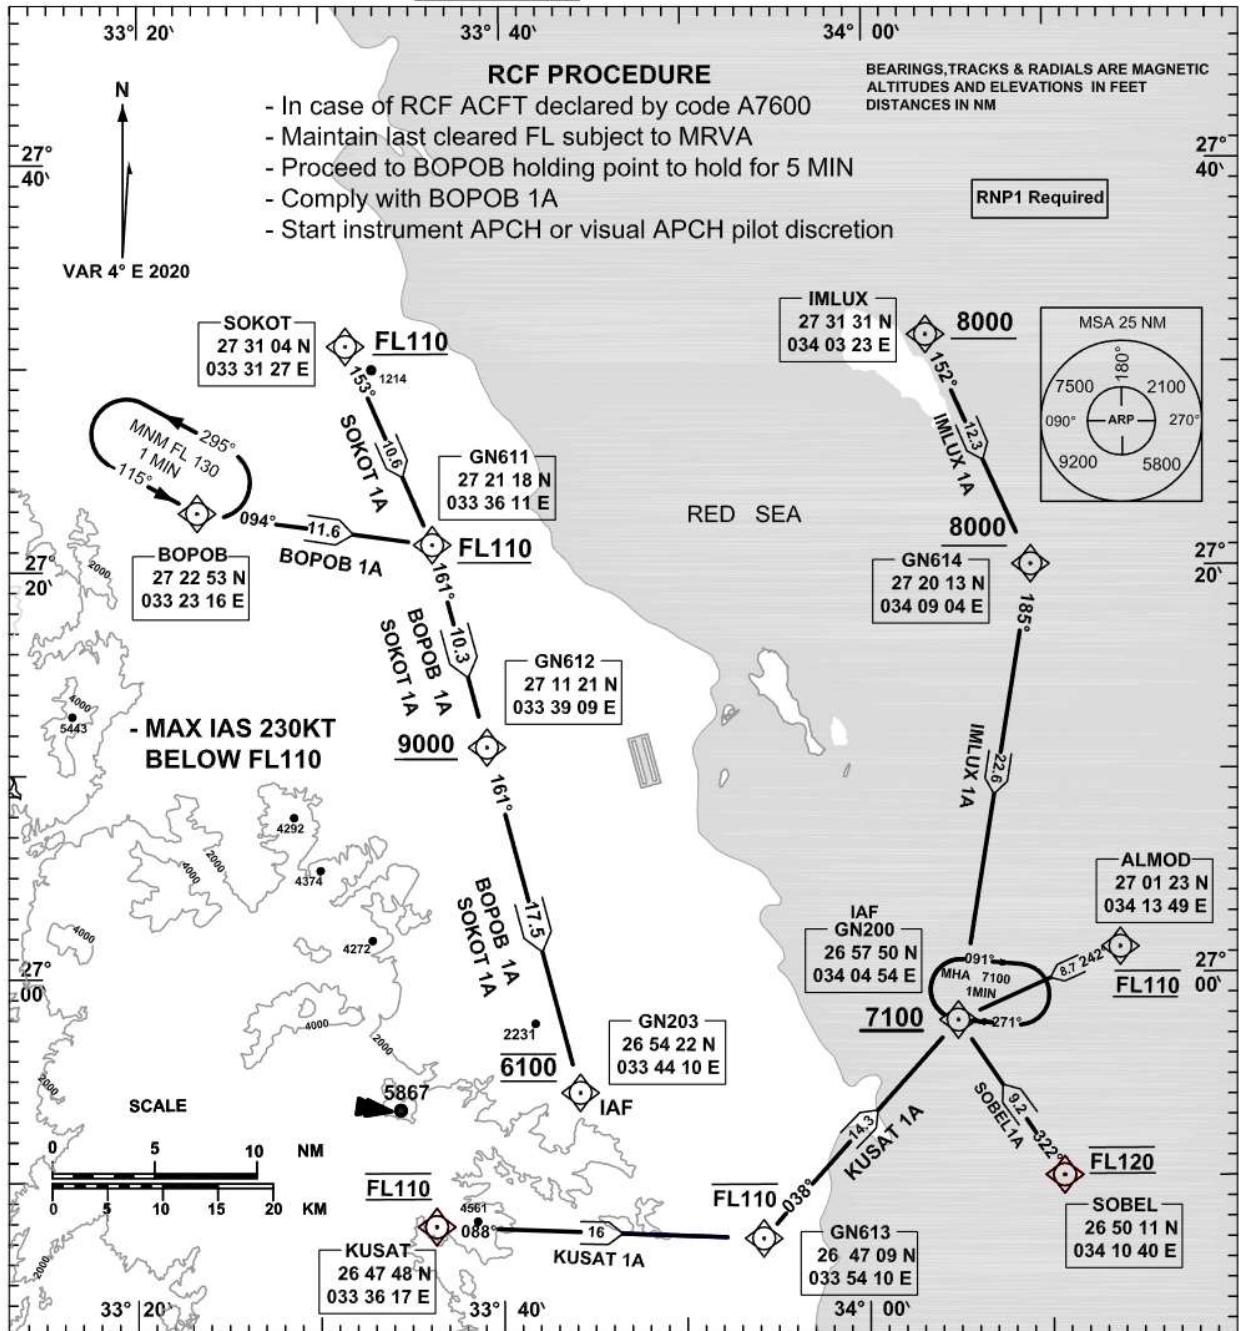 33° 20‘
33° 40‘
34° 00‘
RCF PROCEDURE
- In case of RCF ACFT declared by code A7600
- Maintain last cleared FL subject to MRVA
- Proceed to BOPOB holding point to hold for 5 MIN
- Comply with BOPOB 1A
- Start instrument APCH or visual APCH pilot discretion
BEARINGS,TRACKS & RADIALS ARE MAGNETIC
ALTITUDES AND ELEVATIONS IN FEET
DISTANCES IN NM
N
VAR 4° E 2020
27°
40‘
27°
40‘
RNP1 Required
SOKOT
27 31 04 N
033 31 27 E
FL110
1214
153°
10.6
SOKOT 1A
IMLUX
27 31 31 N
034 03 23 E
8000
152°
12.3
IMLUX 1A
MSA 25 NM
180°
7500
2100
090°
ARP
270°
9200
5800
295°
MNM FL 130
1 MIN
115°
GN611
27 21 18 N
033 36 11 E
FL110
094°
11.6
BOPOB 1A
BOPOB
27 22 53 N
033 23 16 E
RED SEA
8000
GN614
27 20 13 N
034 09 04 E
27°
20‘
27°
20‘
2000
161°
10.3
BOPOB 1A
SOKOT 1A
185°
22.6
IMLUX 1A
GN612
27 11 21 N
033 39 09 E
9000
4000
5443
- MAX IAS 230KT
BELOW FL110
161°
17.5
BOPOB 1A
SOKOT 1A
4292
2000
4000
4374
4272
4000
4000
2000
2000
ALMOD
27 01 23 N
034 13 49 E
FL110
8.7 242°
IAF
GN200
26 57 50 N
034 04 54 E
7100
091°
MHA 7100
1MIN
271°
27°
00‘
27°
00‘
2231
6100
GN203
26 54 22 N
033 44 10 E
IAF
5867
SCALE
0 5 10 NM
0 5 10 15 20 KM
14.3
KUSAT 1A
038°
9.2
322°
SOBEL1A
FL120
SOBEL
26 50 11 N
034 10 40 E
FL110
4561
088°
16
KUSAT 1A
KUSAT
26 47 48 N
033 36 17 E
FL110
GN613
26 47 09 N
033 54 10 E
2000
33° 20‘
33° 40‘
34° 00‘